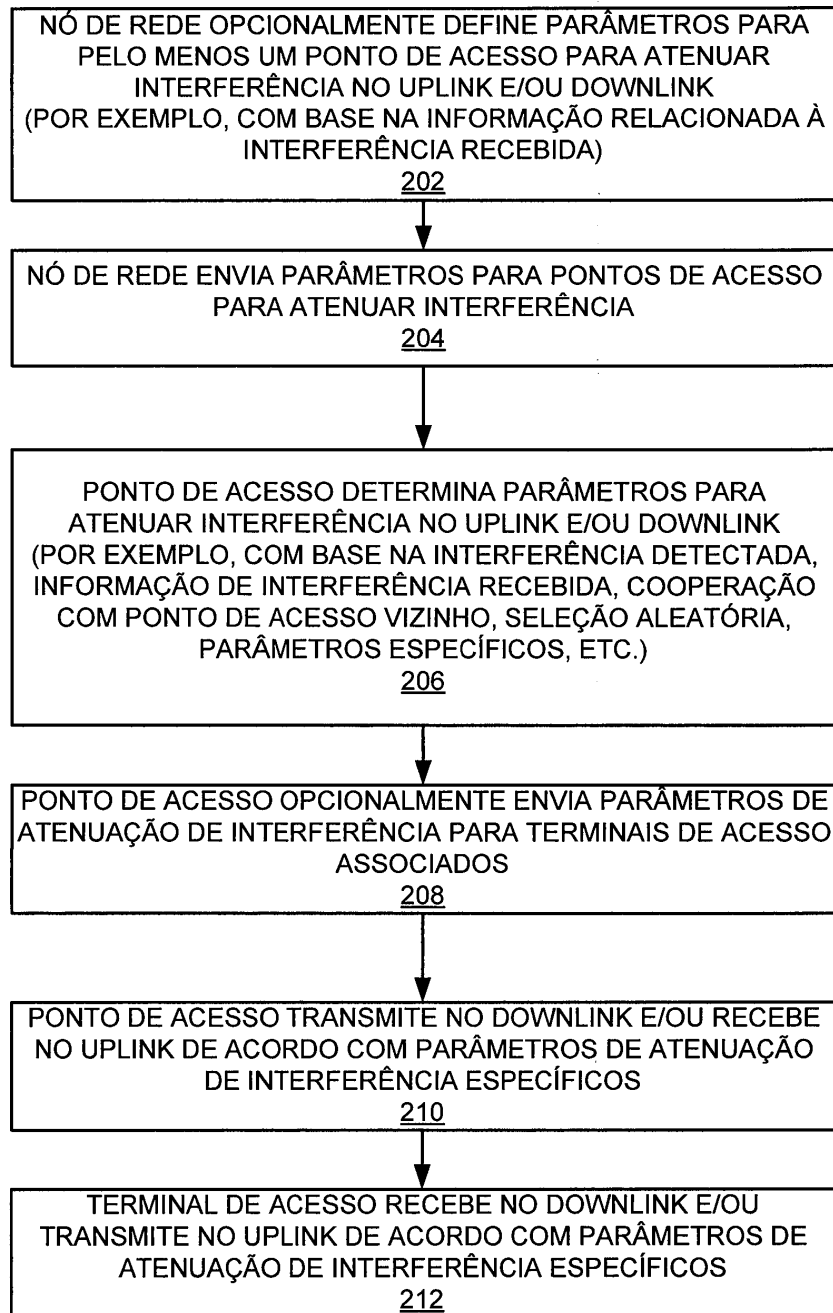 NÓ DE REDE OPCIONALMENTE DEFINE PARÂMETROS PARA
PELO MENOS UM PONTO DE ACESSO PARA ATENUAR
INTERFERÊNCIA NO UPLINK E/OU DOWNLINK
(POR EXEMPLO, COM BASE NA INFORMAÇÃO RELACIONADA À
INTERFERÊNCIA RECEBIDA)
202
NÓ DE REDE ENVIA PARÂMETROS PARA PONTOS DE ACESSO
PARA ATENUAR INTERFERÊNCIA
204
PONTO DE ACESSO DETERMINA PARÂMETROS PARA
ATENUAR INTERFERÊNCIA NO UPLINK E/OU DOWNLINK
(POR EXEMPLO, COM BASE NA INTERFERÊNCIA DETECTADA,
INFORMAÇÃO DE INTERFERÊNCIA RECEBIDA, COOPERAÇÃO
COM PONTO DE ACESSO VIZINHO, SELEÇÃO ALEATÓRIA,
PARÂMETROS ESPECÍFICOS, ETC.)
206
PONTO DE ACESSO OPCIONALMENTE ENVIA PARÂMETROS DE
ATENUAÇÃO DE INTERFERÊNCIA PARA TERMINAIS DE ACESSO
ASSOCIADOS
208
PONTO DE ACESSO TRANSMITE NO DOWNLINK E/OU RECEBE
NO UPLINK DE ACORDO COM PARÂMETROS DE ATENUAÇÃO
DE INTERFERÊNCIA ESPECÍFICOS
210
TERMINAL DE ACESSO RECEBE NO DOWNLINK E/OU
TRANSMITE NO UPLINK DE ACORDO COM PARÂMETROS DE
ATENUAÇÃO DE INTERFERÊNCIA ESPECÍFICOS
212